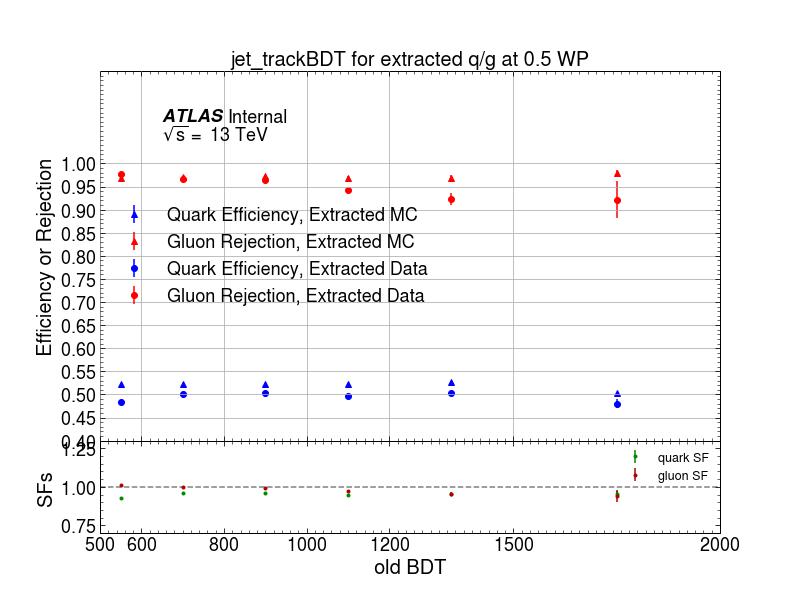 jet_trackBDT for extracted q/g at 0.5 WP
ATLAS Internal
√s = 13 TeV
Efficiency or Rejection
1.00
0.95
0.90
0.85
0.80
0.75
0.70
0.65
0.60
0.55
0.50
0.45
0.40
Quark Efficiency, Extracted MC
Gluon Rejection, Extracted MC
Quark Efficiency, Extracted Data
Gluon Rejection, Extracted Data
SFs
1.25
1.00
0.75
quark SF
gluon SF
500 600 800 1000 1200 1500 2000
old BDT